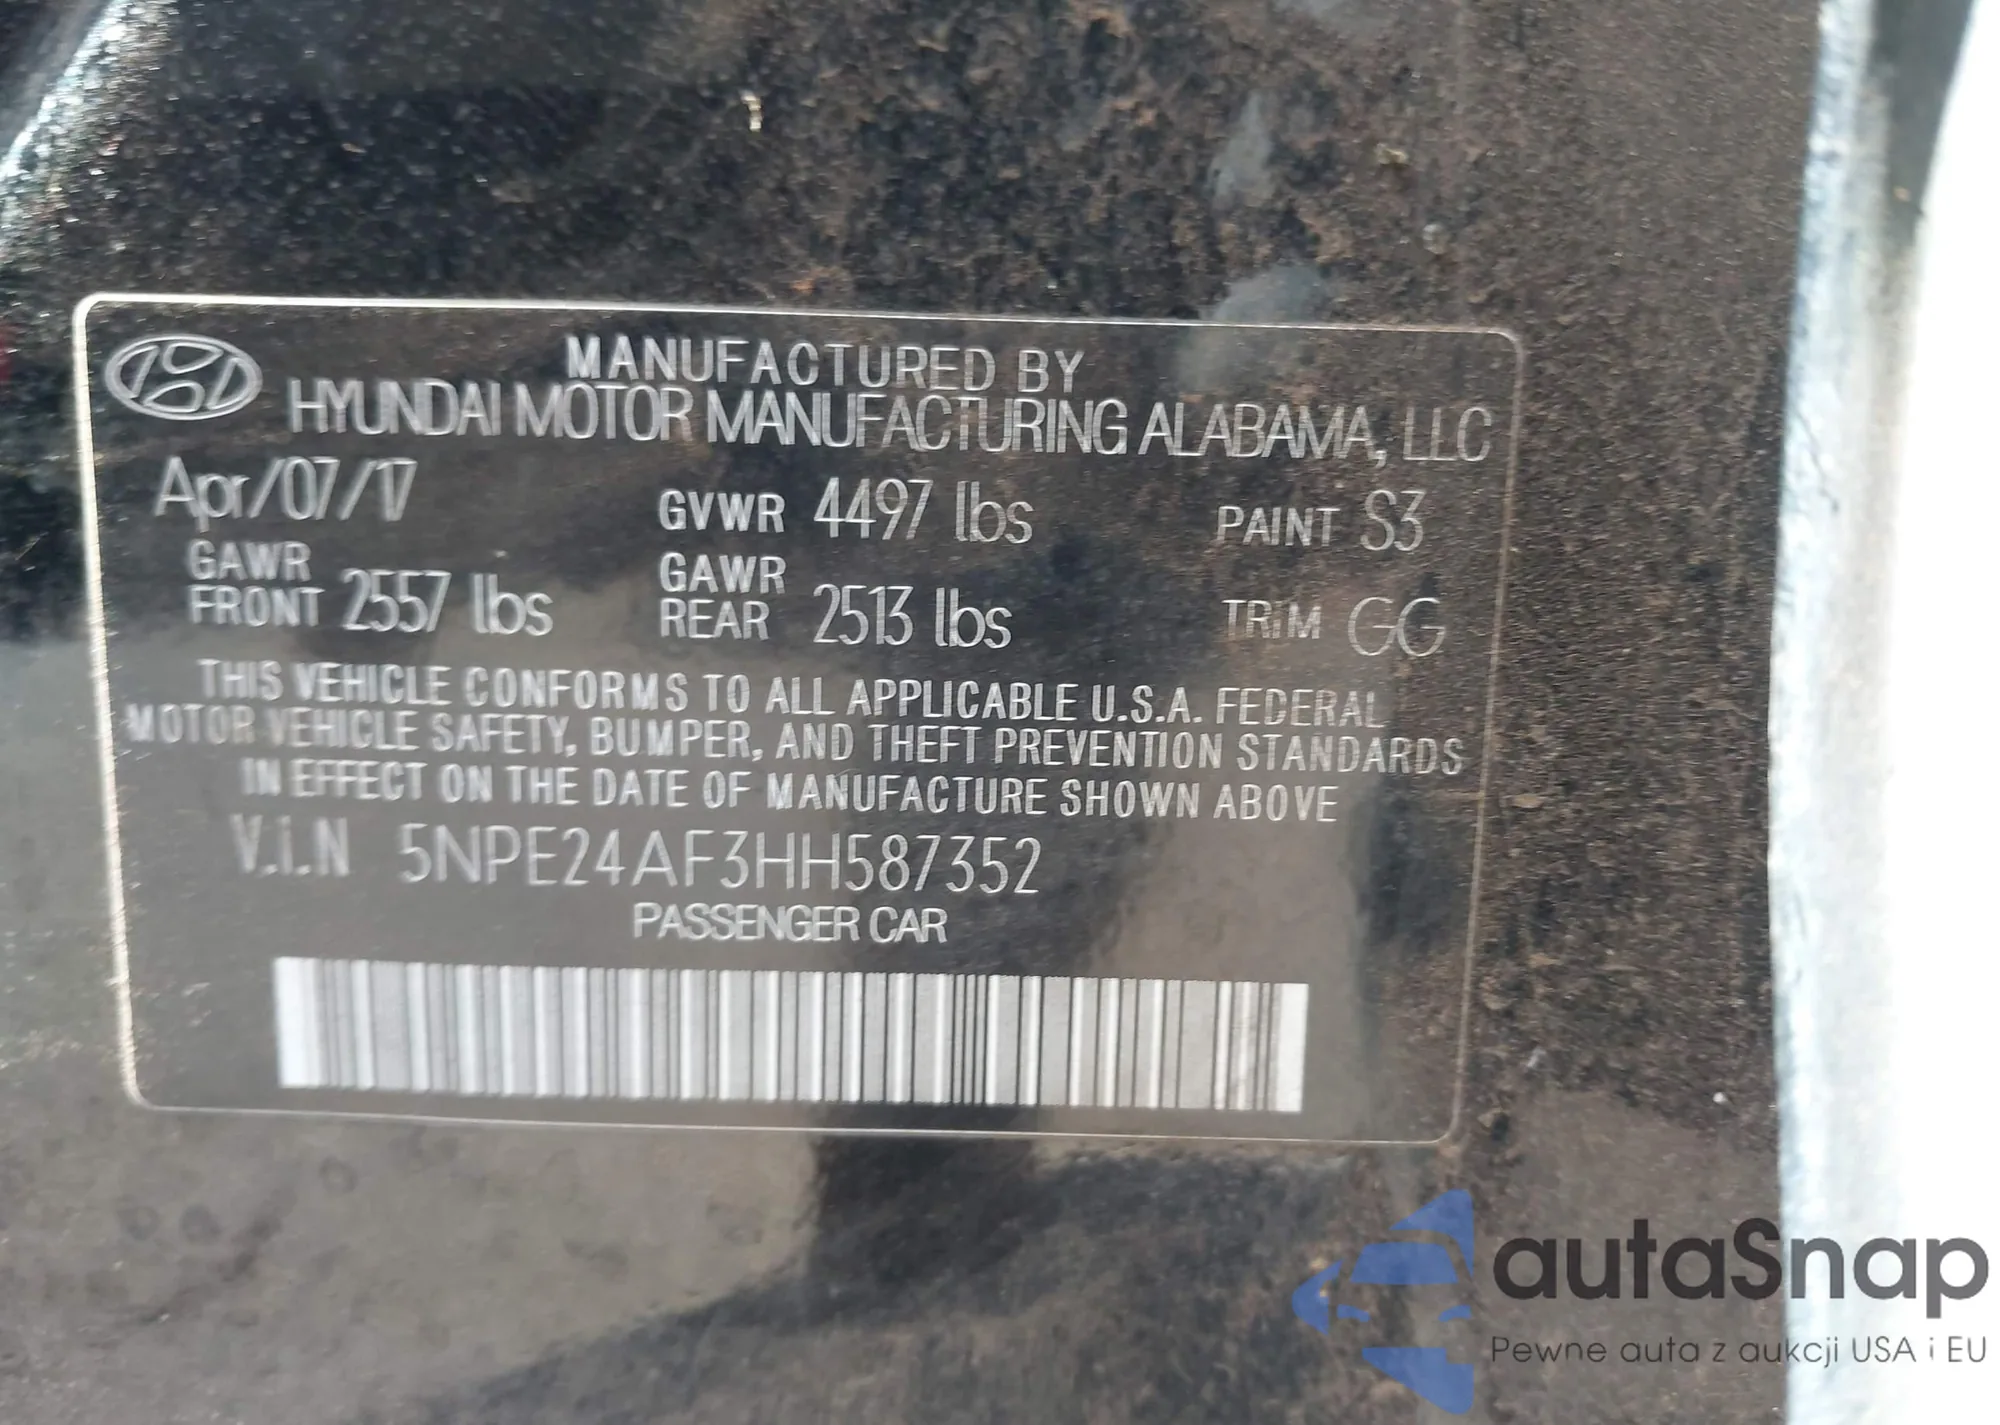 MANUFACTURED BY
HYUNDAI MOTOR MANUFACTURING ALABAMA, LLC
Apr/07/17 GVWR 4497 lbs PAINT S3
GAWR FRONT 2557 lbs GAWR REAR 2513 lbs TRIM GG
THIS VEHICLE CONFORMS TO ALL APPLICABLE U.S.A. FEDERAL
MOTOR VEHICLE SAFETY, BUMPER, AND THEFT PREVENTION STANDARDS
IN EFFECT ON THE DATE OF MANUFACTURE SHOWN ABOVE
V.i.N 5NPE24AF3HH587352
PASSENGER CAR
autaSnap
Pewne auta z aukcji USA i EU